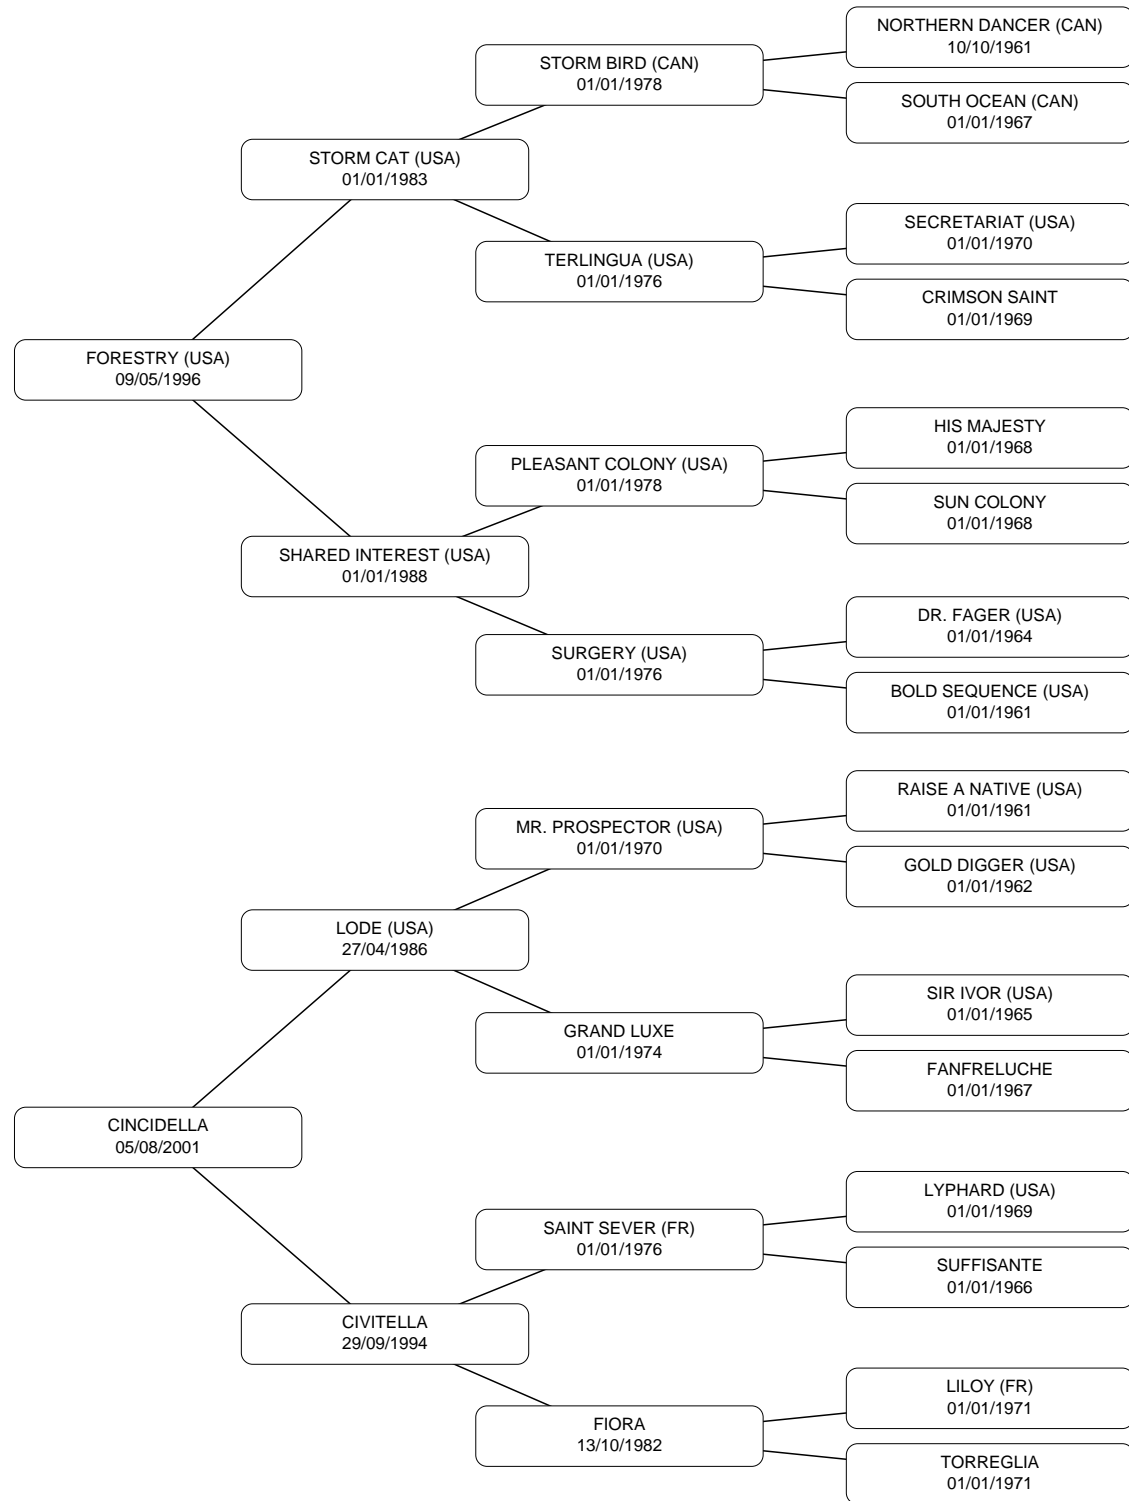 NORTHERN DANCER (CAN)
10/10/1961
STORM BIRD (CAN)
01/01/1978
SOUTH OCEAN (CAN)
01/01/1967
STORM CAT (USA)
01/01/1983
SECRETARIAT (USA)
01/01/1970
TERLINGUA (USA)
01/01/1976
CRIMSON SAINT
01/01/1969
FORESTRY (USA)
09/05/1996
HIS MAJESTY
01/01/1968
PLEASANT COLONY (USA)
01/01/1978
SUN COLONY
01/01/1968
SHARED INTEREST (USA)
01/01/1988
DR. FAGER (USA)
01/01/1964
SURGERY (USA)
01/01/1976
BOLD SEQUENCE (USA)
01/01/1961
RAISE A NATIVE (USA)
01/01/1961
MR. PROSPECTOR (USA)
01/01/1970
GOLD DIGGER (USA)
01/01/1962
LODE (USA)
27/04/1986
SIR IVOR (USA)
01/01/1965
GRAND LUXE
01/01/1974
FANFRELUCHE
01/01/1967
CINCIDELLA
05/08/2001
LYPHARD (USA)
01/01/1969
SAINT SEVER (FR)
01/01/1976
SUFFISANTE
01/01/1966
CIVITELLA
29/09/1994
LILOY (FR)
01/01/1971
FIORA
13/10/1982
TORREGLIA
01/01/1971